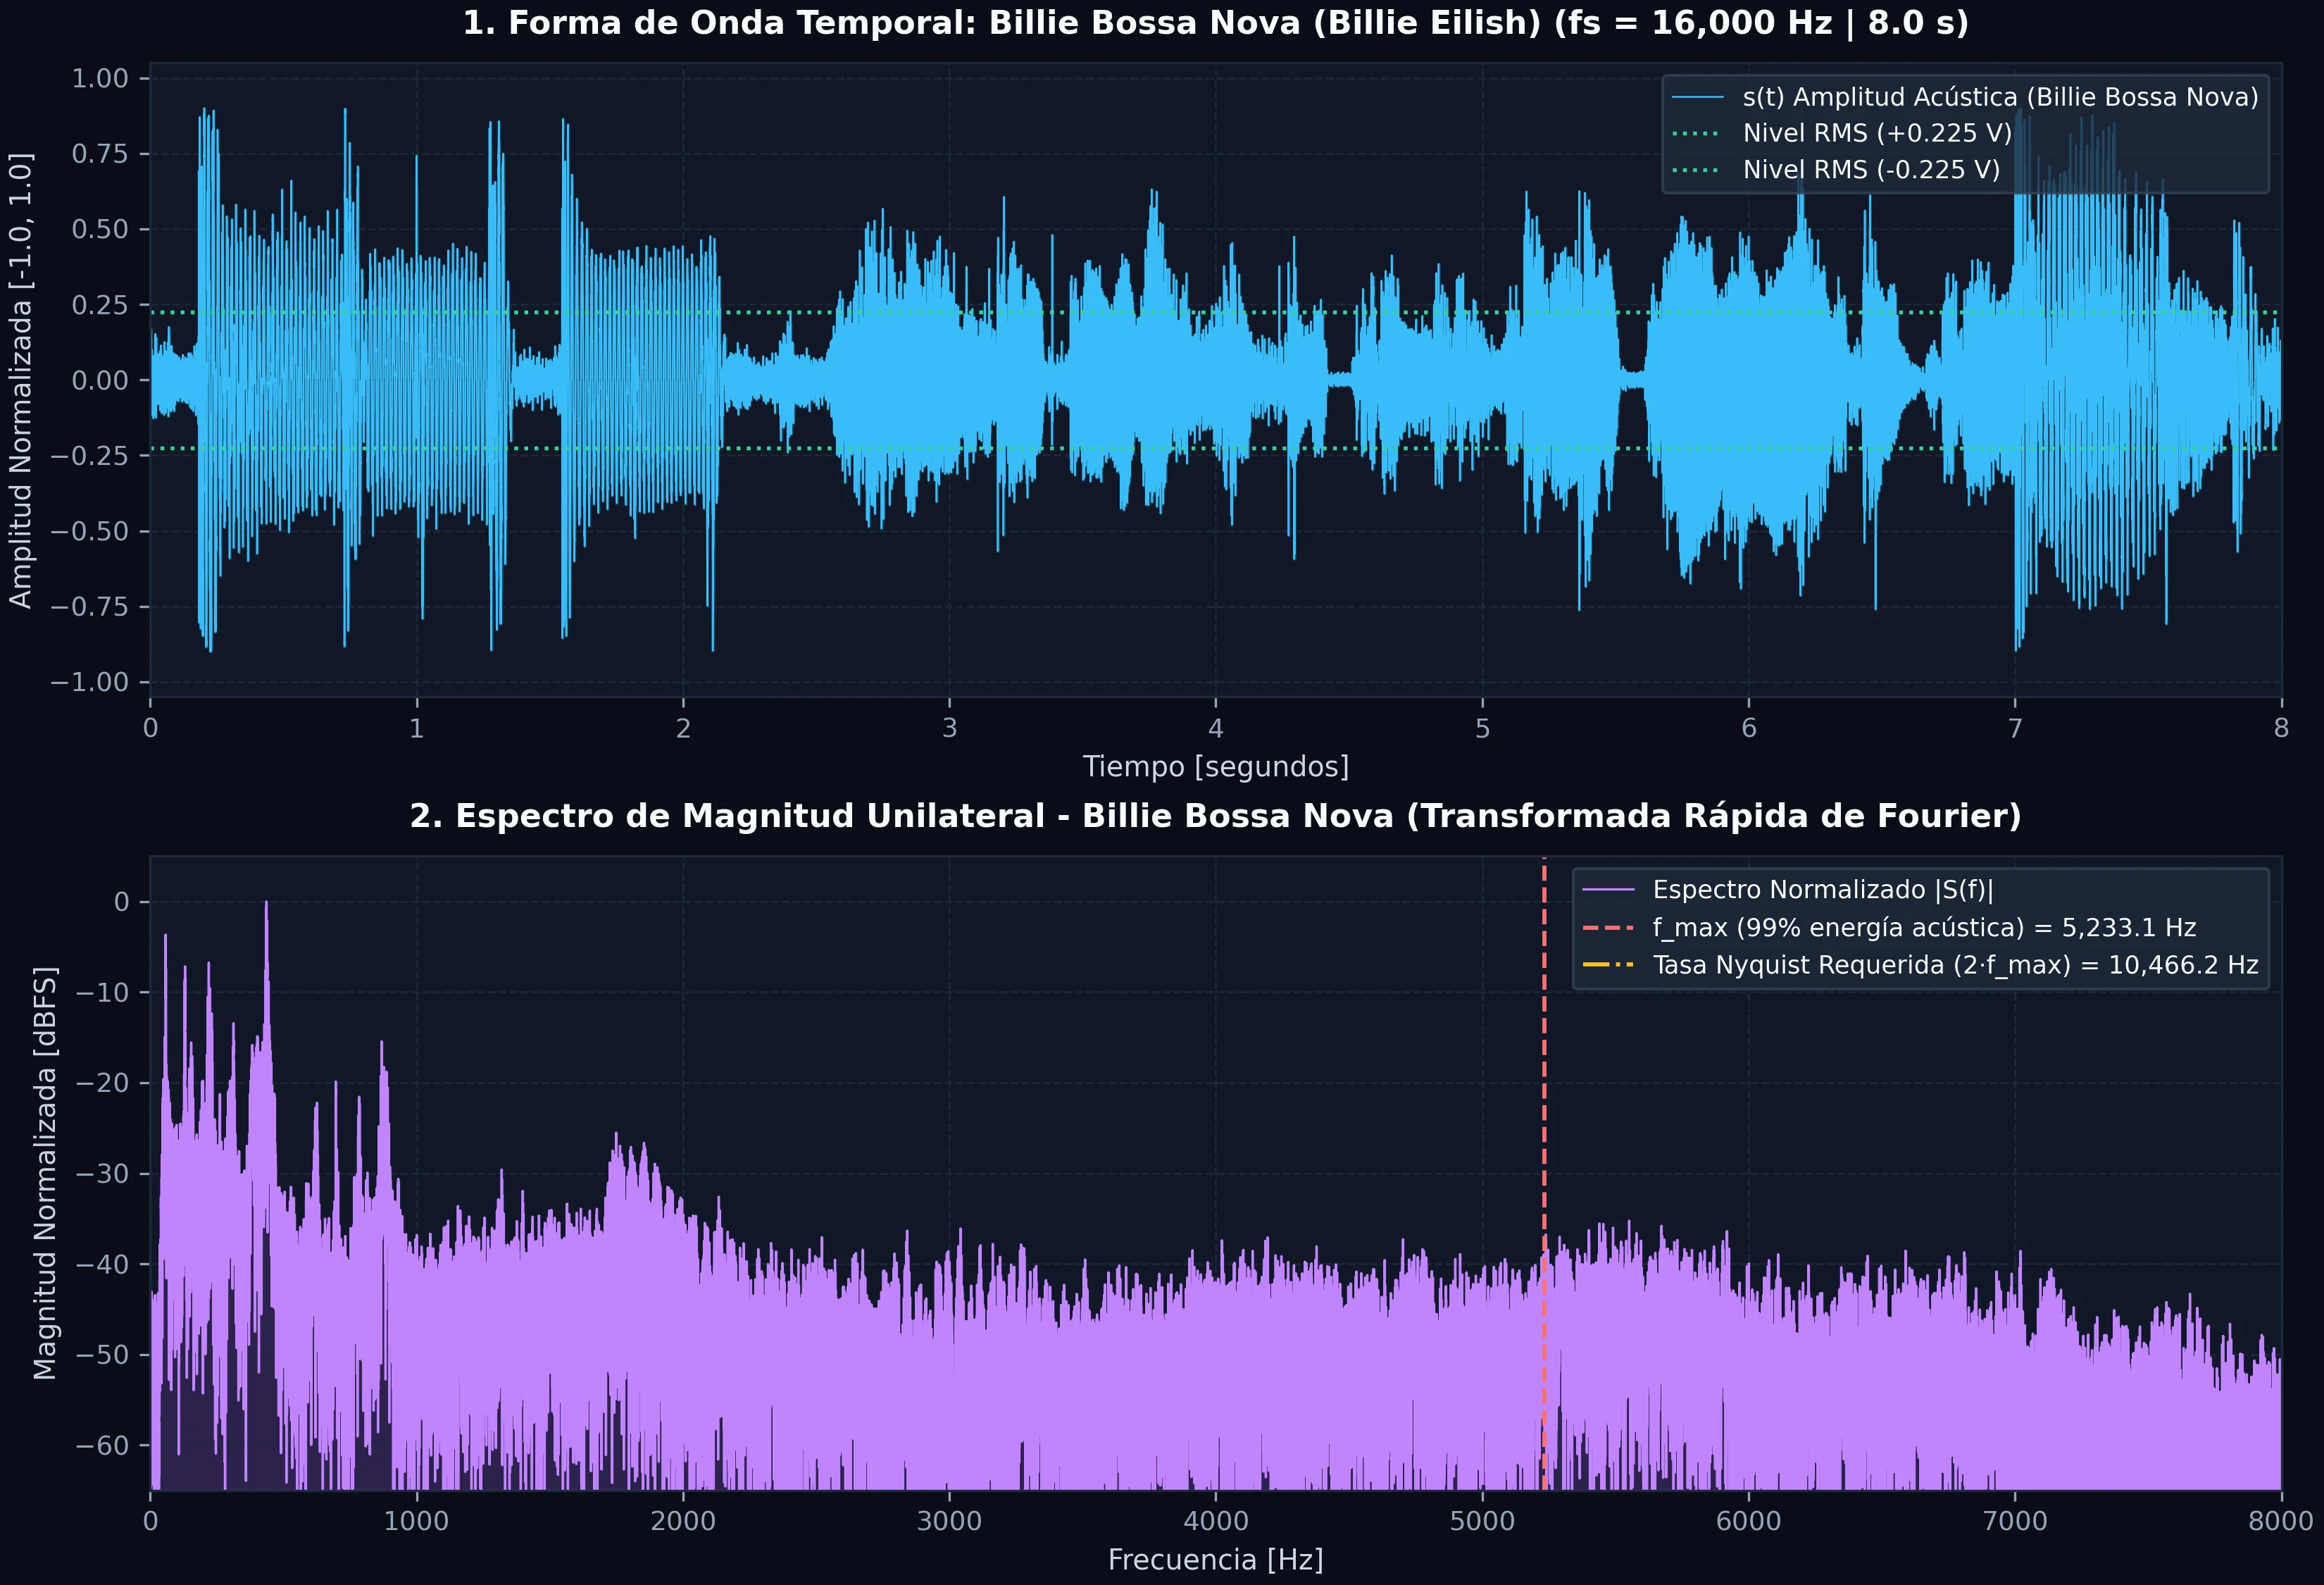 1. Forma de Onda Temporal: Billie Bossa Nova (Billie Eilish) (fs = 16,000 Hz | 8.0 s)
Amplitud Normalizada [-1.0, 1.0]
1.00
0.75
0.50
0.25
0.00
−0.25
−0.50
−0.75
−1.00
s(t) Amplitud Acústica (Billie Bossa Nova)
Nivel RMS (+0.225 V)
Nivel RMS (-0.225 V)
0 1 2 3 4 5 6 7 8
Tiempo [segundos]
2. Espectro de Magnitud Unilateral - Billie Bossa Nova (Transformada Rápida de Fourier)
Magnitud Normalizada [dBFS]
0
−10
−20
−30
−40
−50
−60
Espectro Normalizado |S(f)|
f_max (99% energía acústica) = 5,233.1 Hz
Tasa Nyquist Requerida (2·f_max) = 10,466.2 Hz
0 1000 2000 3000 4000 5000 6000 7000 8000
Frecuencia [Hz]